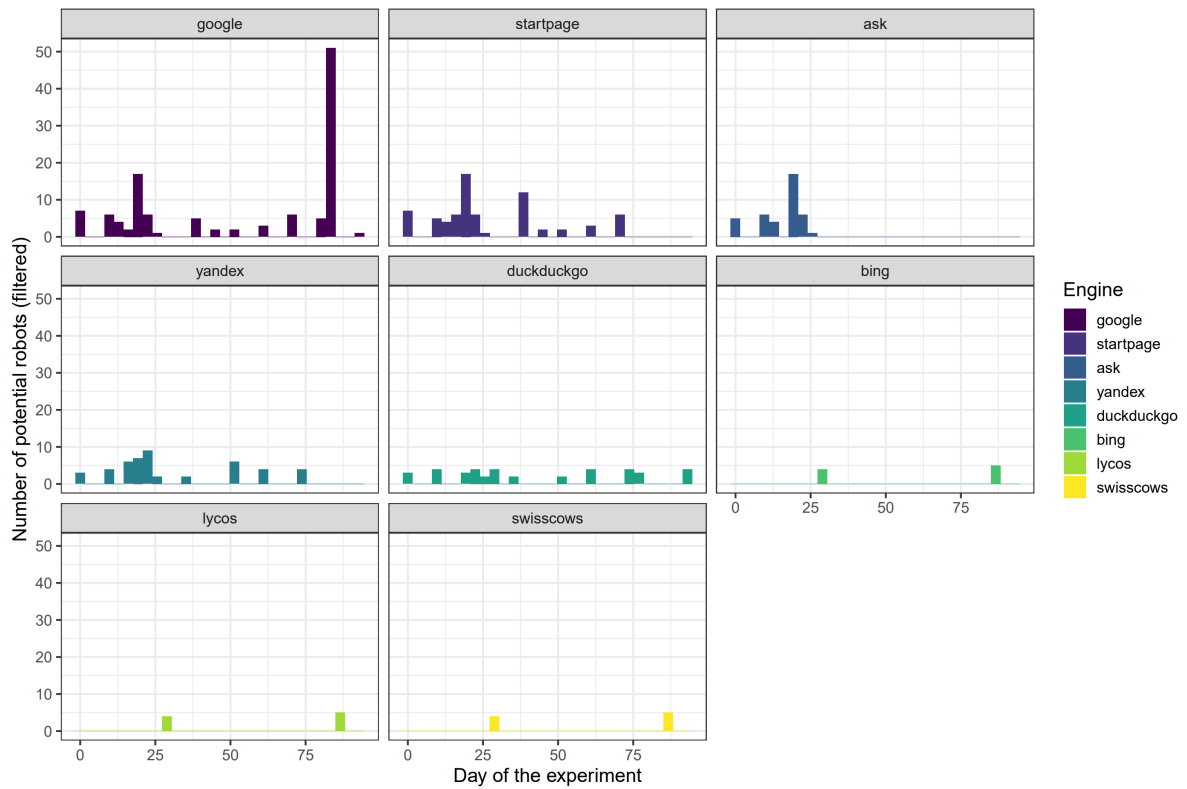 google
startpage
ask
50
40
30
20
10
0
yandex
duckduckgo
bing
50
40
30
20
10
0
0
25
50
75
lycos
swisscows
50
40
30
20
10
0
0
25
50
75
0
25
50
75
Day of the experiment
Number of potential robots (filtered)
Engine
google
startpage
ask
yandex
duckduckgo
bing
lycos
swisscows